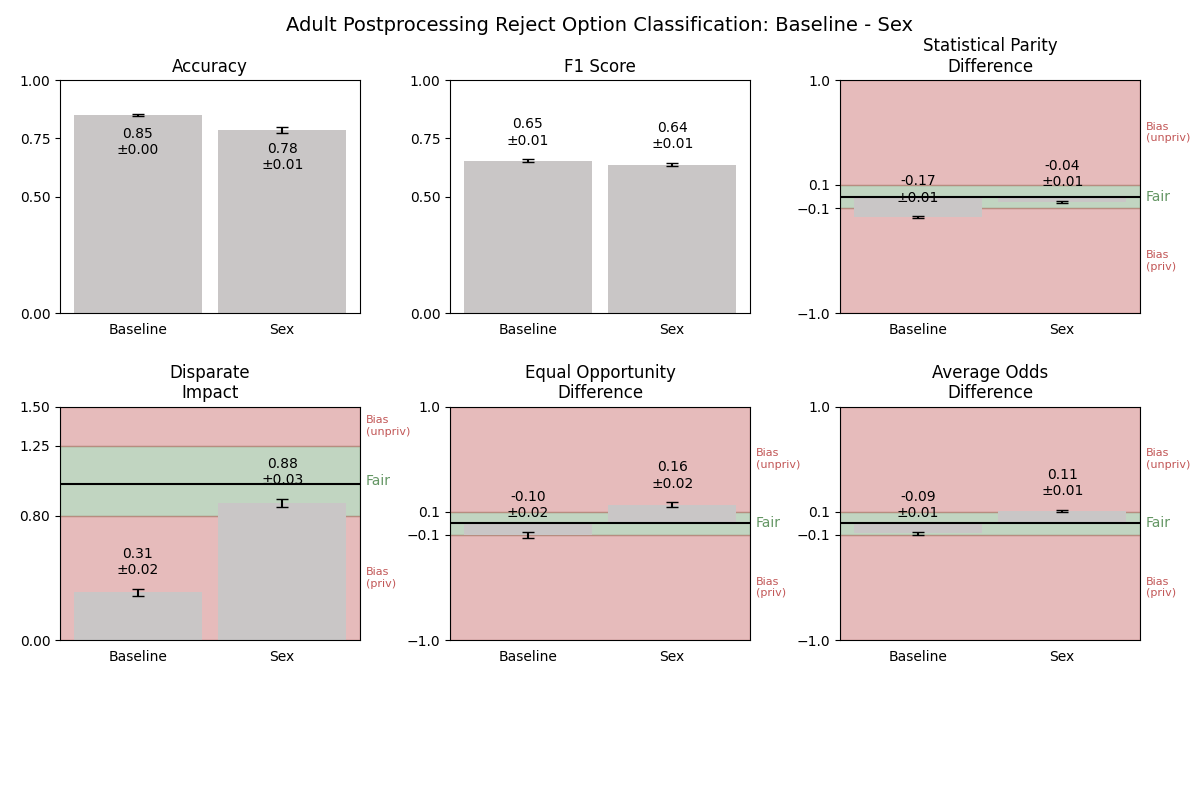 Adult Postprocessing Reject Option Classification: Baseline - Sex
Accuracy
1.00
0.75
0.50
0.00
0.85
±0.00
0.78
±0.01
Baseline
Sex
F1 Score
1.00
0.75
0.50
0.00
0.65
±0.01
0.64
±0.01
Baseline
Sex
Statistical Parity
Difference
1.0
0.1
−0.1
−1.0
-0.17
±0.01
-0.04
±0.01
Bias
(unpriv)
Fair
Bias
(priv)
Baseline
Sex
Disparate
Impact
1.50
1.25
0.80
0.00
0.31
±0.02
0.88
±0.03
Bias
(unpriv)
Fair
Bias
(priv)
Baseline
Sex
Equal Opportunity
Difference
1.0
0.1
−0.1
−1.0
-0.10
±0.02
0.16
±0.02
Bias
(unpriv)
Fair
Bias
(priv)
Baseline
Sex
Average Odds
Difference
1.0
0.1
−0.1
−1.0
-0.09
±0.01
0.11
±0.01
Bias
(unpriv)
Fair
Bias
(priv)
Baseline
Sex